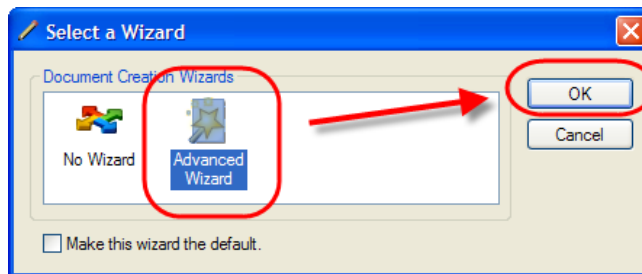 Select a Wizard
Document Creation Wizards
No Wizard
Advanced
Wizard
OK
Cancel
Make this wizard the default.